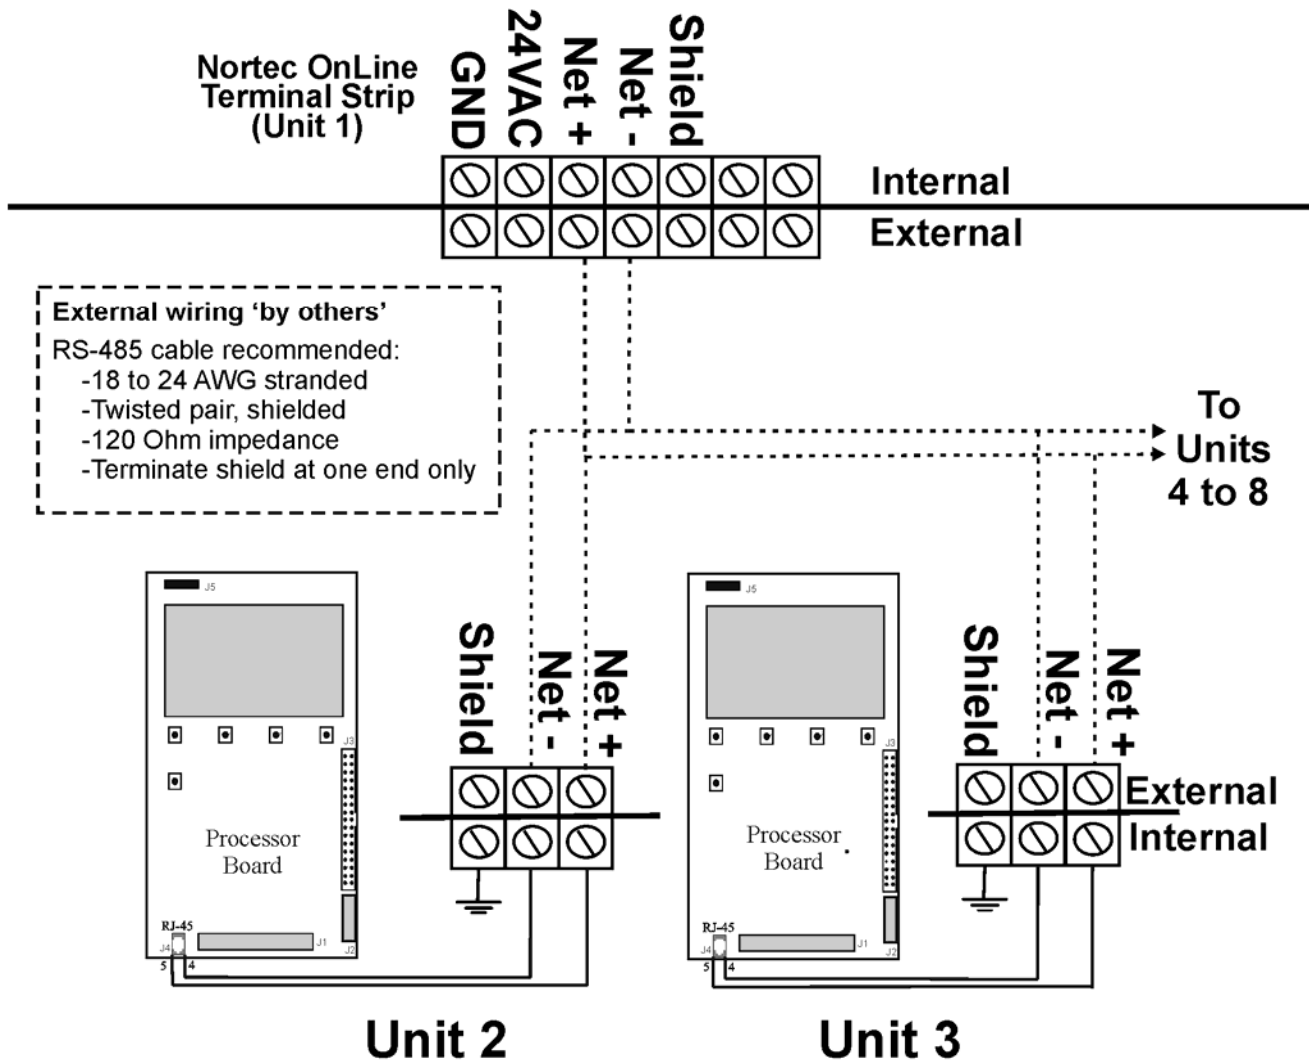 Nortec OnLine
Terminal Strip
(Unit 1)
GND
24VAC
Net +
Net -
Shield
Internal
External
External wiring ‘by others’
RS-485 cable recommended:
-18 to 24 AWG stranded
-Twisted pair, shielded
-120 Ohm impedance
-Terminate shield at one end only
To
Units
4 to 8
J5
J3
Processor
Board
RJ-45
J4
J1
J2
5 4
Shield
Net -
Net +
J5
J3
Processor
Board
RJ-45
J4
J1
J2
5 4
Shield
Net -
Net +
External
Internal
Unit 2
Unit 3